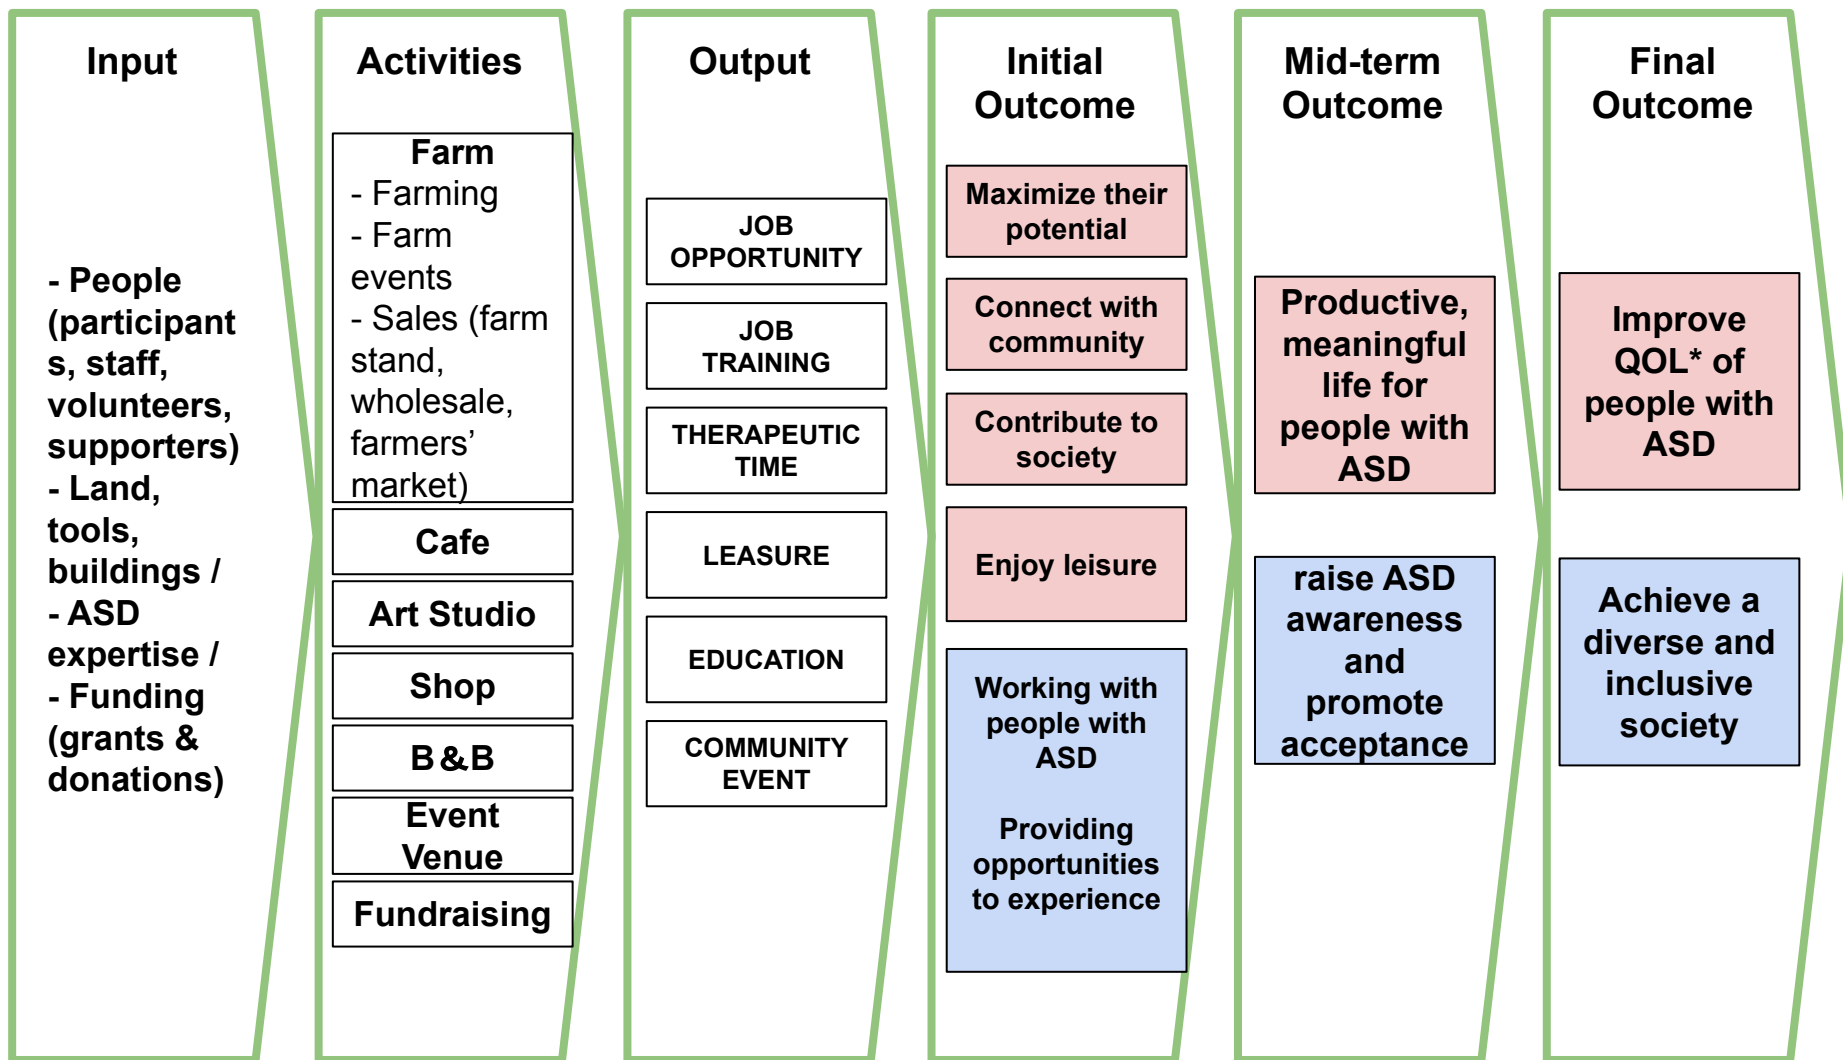 Input
- People
(participant
s, staff,
volunteers,
supporters)
- Land,
tools,
buildings /
- ASD
expertise /
- Funding
(grants &
donations)
Activities
Farm
- Farming
- Farm
events
- Sales (farm
stand,
wholesale,
farmers’
market)
Cafe
Art Studio
Shop
B&B
Event
Venue
Fundraising
Output
JOB
OPPORTUNITY
JOB
TRAINING
THERAPEUTIC
TIME
LEASURE
EDUCATION
COMMUNITY
EVENT
Initial
Outcome
Maximize their
potential
Connect with
community
Contribute to
society
Enjoy leisure
Working with
people with
ASD
Providing
opportunities
to experience
Mid-term
Outcome
Productive,
meaningful
life for
people with
ASD
raise ASD
awareness
and
promote
acceptance
Final
Outcome
Improve
QOL* of
people with
ASD
Achieve a
diverse and
inclusive
society